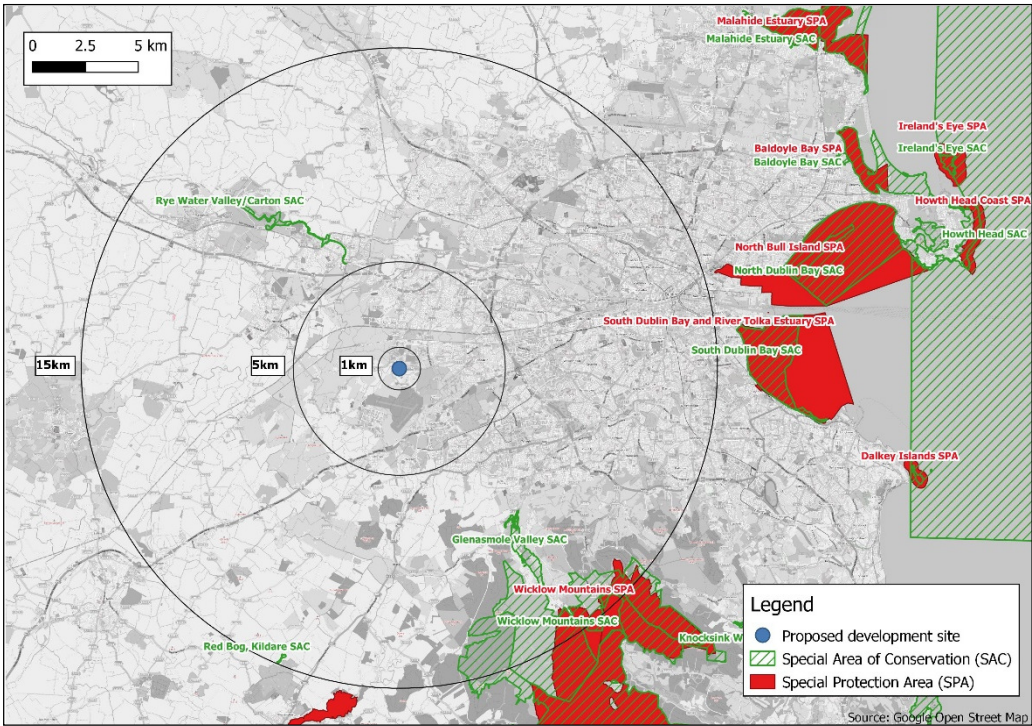 Malahide Estuary SPA
Malahide Estuary SAC
0 2.5 5 km
Ireland's Eye SPA
Ireland's Eye SAC
Baldoyle Bay SPA
Baldoyle Bay SAC
Rye Water Valley/Carton SAC
Howth Head Coast SPA
Howth Head SAC
North Bull Island SPA
North Dublin Bay SAC
South Dublin Bay and River Tolka Estuary SPA
South Dublin Bay SAC
15km
5km
1km
Dalkey Islands SPA
Glenasmole Valley SAC
Wicklow Mountains SPA
Wicklow Mountains SAC
Knocksink W
Red Bog, Kildare SAC
Legend
Proposed development site
Special Area of Conservation (SAC)
Special Protection Area (SPA)
Source: Google Open Street Map